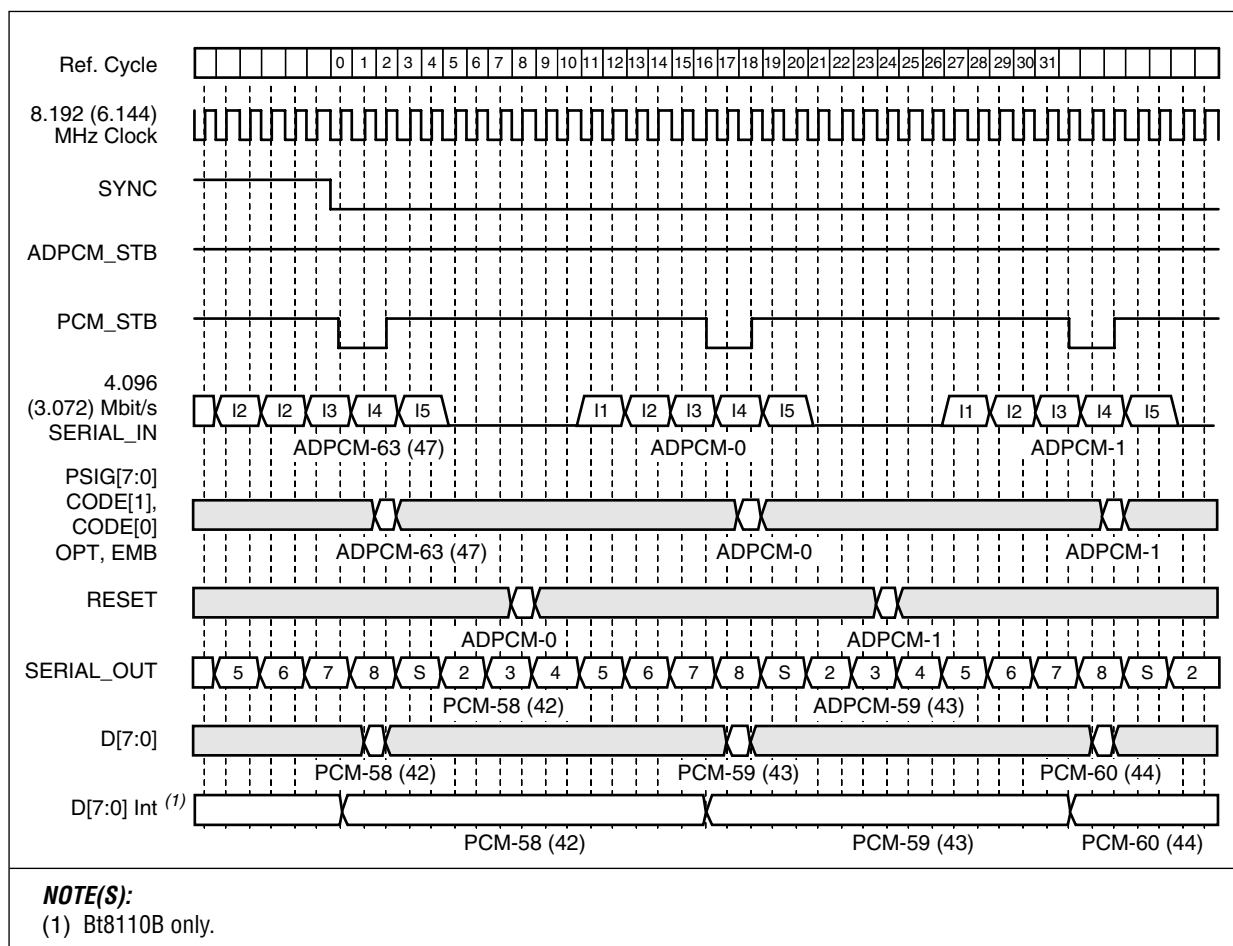 Ref. Cycle 0 1 2 3 4 5 6 7 8 9 10 11 12 13 14 15 16 17 18 19 20 21 22 23 24 25 26 27 28 29 30 31
8.192 (6.144)
MHz Clock
SYNC
ADPCM_STB
PCM_STB
4.096
(3.072) Mbit/s
SERIAL_IN
I2 I2 I3 I4 I5 I1 I2 I3 I4 I5 I1 I2 I3 I4 I5
ADPCM-63 (47) ADPCM-0 ADPCM-1
PSIG[7:0]
CODE[1],
CODE[0]
OPT, EMB
ADPCM-63 (47) ADPCM-0 ADPCM-1
RESET
ADPCM-0 ADPCM-1
SERIAL_OUT 5 6 7 8 S 2 3 4 5 6 7 8 S 2 3 4 5 6 7 8 S 2
PCM-58 (42) ADPCM-59 (43)
D[7:0]
PCM-58 (42) PCM-59 (43) PCM-60 (44)
D[7:0] Int (1)
PCM-58 (42) PCM-59 (43) PCM-60 (44)
NOTE(S):
(1) Bt8110B only.